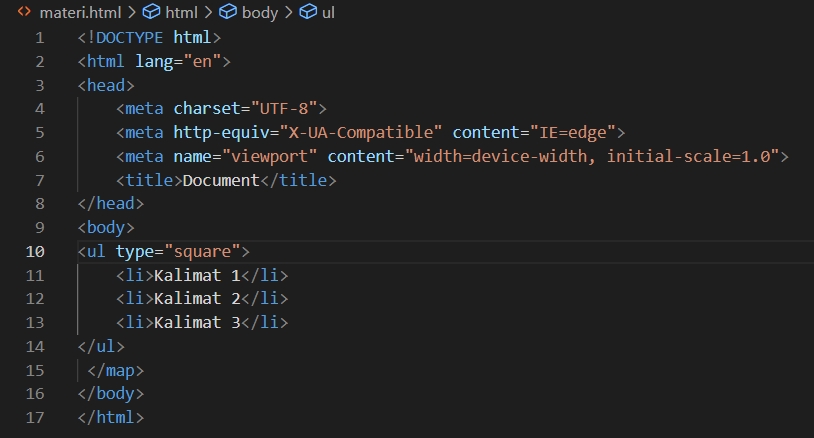 materi.html > html > body > ul
1 <!DOCTYPE html>
2 <html lang="en">
3 <head>
4     <meta charset="UTF-8">
5     <meta http-equiv="X-UA-Compatible" content="IE=edge">
6     <meta name="viewport" content="width=device-width, initial-scale=1.0">
7     <title>Document</title>
8 </head>
9 <body>
10 <ul type="square">
11     <li>Kalimat 1</li>
12     <li>Kalimat 2</li>
13     <li>Kalimat 3</li>
14 </ul>
15  </map>
16 </body>
17 </html>